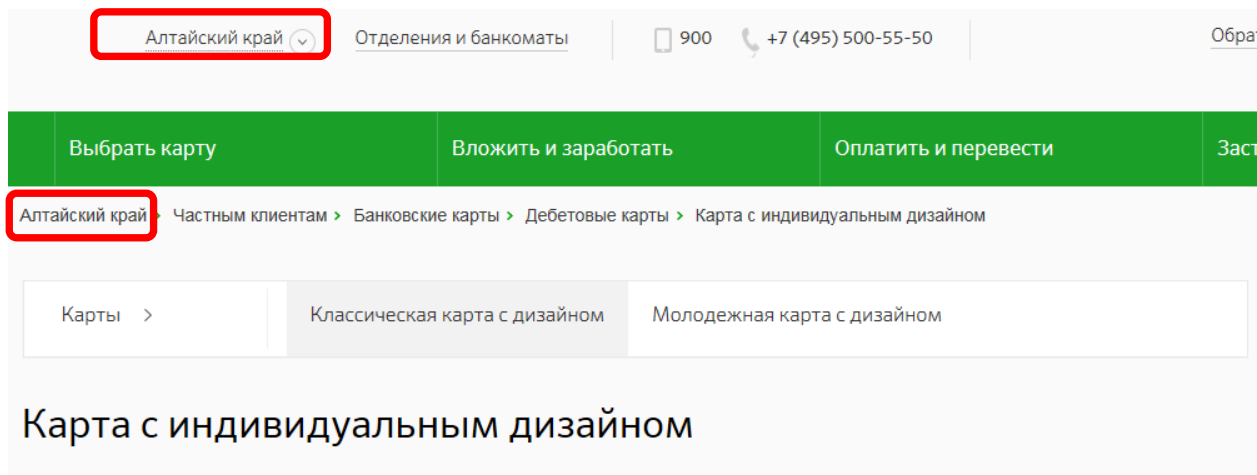 Алтайский край Отделения и банкоматы 900 +7 (495) 500-55-50
Выбрать карту Вложить и заработать Оплатить и перевести
Алтайский край › Частным клиентам › Банковские карты › Дебетовые карты › Карта с индивидуальным дизайном
Карты > Классическая карта с дизайном Молодежная карта с дизайном
Карта с индивидуальным дизайном